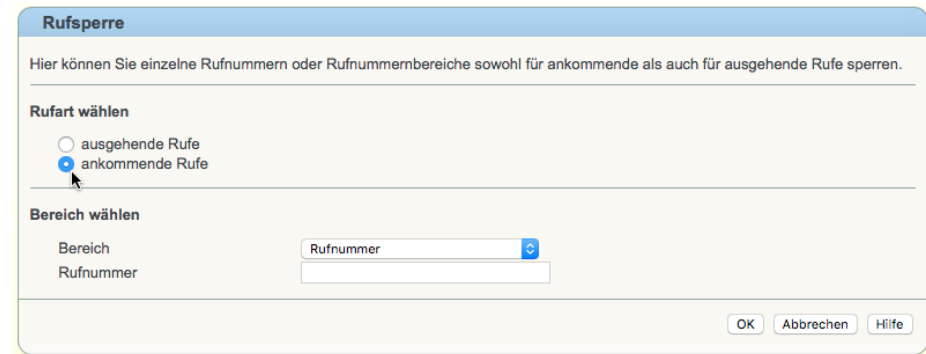 Rufsperre
Hier können Sie einzelne Rufnummern oder Rufnummernbereiche sowohl für ankommende als auch für ausgehende Rufe sperren.
Rufart wählen
ausgehende Rufe
ankommende Rufe
Bereich wählen
Bereich Rufnummer
Rufnummer
OK Abbrechen Hilfe